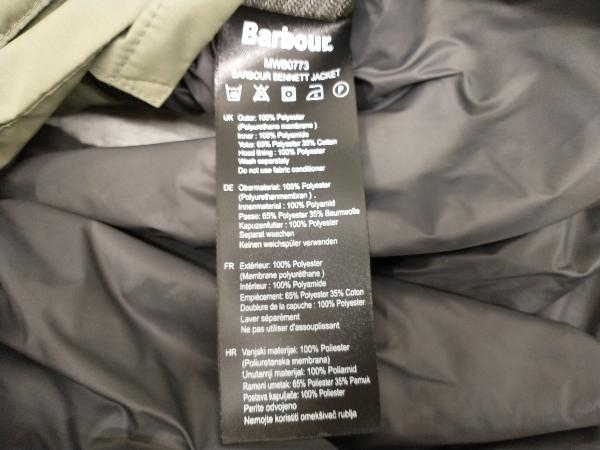 Barbour.
MWB0773
BARBOUR BENNETT JACKET
UK Outer: 100% Polyester
(Polyurethane membrane )
Inner : 100% Polyamide
Yoke: 65% Polyester 35% Cotton
Hood lining : 100% Polyester
Wash separately
Do not use fabric conditioner
DE Obermaterial: 100% Polyester
(Polyurethanmembran ) .
Innenmaterial : 100% Polyamid
Passe: 65% Polyester 35% Baumwolle
Kapuzenfutter : 100% Polyester
Separat waschen
Keinen weichspüler verwenden
FR Extérieur: 100% Polyester
(Membrane polyuréthane )
Intérieur : 100% Polyamide
Empiècement: 65% Polyester 35% Coton
Doublure de la capuche : 100% Polyester
Laver séparément
Ne pas utiliser d'assouplissant
HR Vanjski materijal: 100% Poliester
(Poliuretanska membrana)
Unutarnji materijal: 100% Poliamid
Rameni umetak: 65% Poliester 35% Pamuk
Postava kapuljače: 100% Poliester
Perite odvojeno
Nemojte koristiti omekšivač rublja